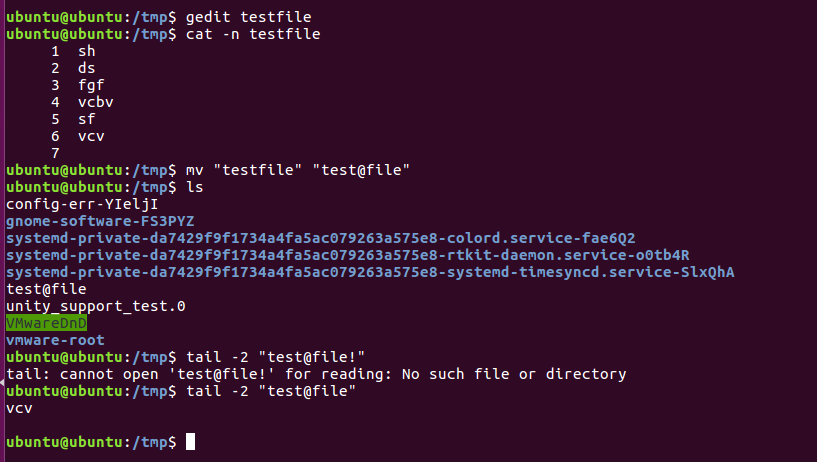 ubuntu@ubuntu:/tmp$ gedit testfile
ubuntu@ubuntu:/tmp$ cat -n testfile
     1  sh
     2  ds
     3  fgf
     4  vcbv
     5  sf
     6  vcv
     7
ubuntu@ubuntu:/tmp$ mv "testfile" "test@file"
ubuntu@ubuntu:/tmp$ ls
config-err-YIeljI
gnome-software-FS3PYZ
systemd-private-da7429f9f1734a4fa5ac079263a575e8-colord.service-fae6Q2
systemd-private-da7429f9f1734a4fa5ac079263a575e8-rtkit-daemon.service-o0tb4R
systemd-private-da7429f9f1734a4fa5ac079263a575e8-systemd-timesyncd.service-SlxQhA
test@file
unity_support_test.0
VMwareDnD
vmware-root
ubuntu@ubuntu:/tmp$ tail -2 "test@file!"
tail: cannot open 'test@file!' for reading: No such file or directory
ubuntu@ubuntu:/tmp$ tail -2 "test@file"
vcv

ubuntu@ubuntu:/tmp$